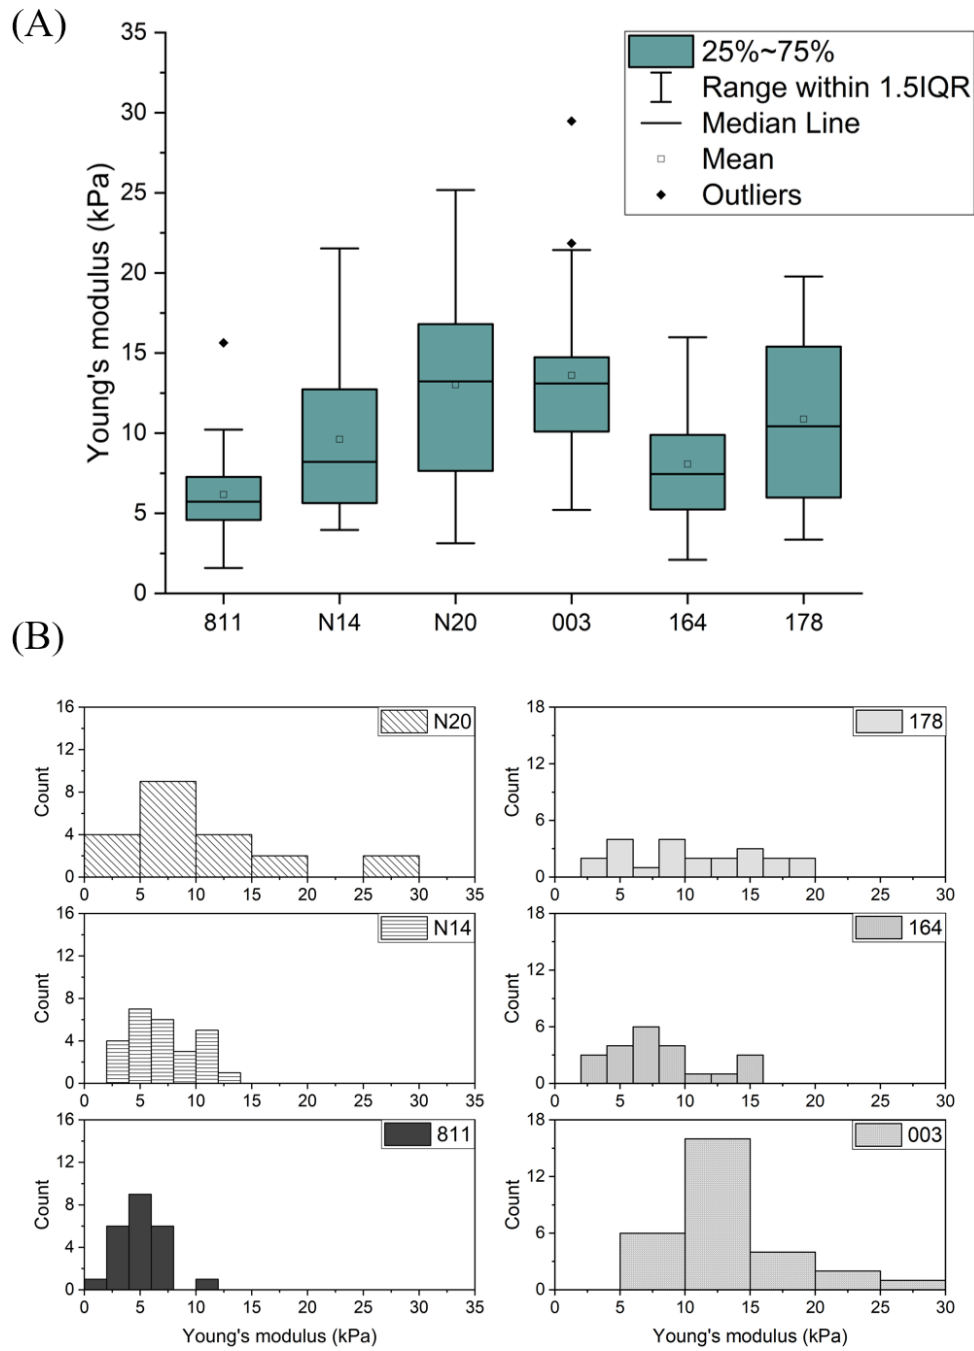 (A)
35
30
25
20
15
10
5
0
Young's modulus (kPa)
25%~75%
Range within 1.5IQR
Median Line
Mean
Outliers
811 N14 N20 003 164 178
(B)
16
12
8
4
0
Count
N20
0 5 10 15 20 25 30 35
18
12
6
0
Count
178
0 5 10 15 20 25 30
16
12
8
4
0
Count
N14
0 5 10 15 20 25 30 35
18
12
6
0
Count
164
0 5 10 15 20 25 30
16
12
8
4
0
Count
811
0 5 10 15 20 25 30 35
Young's modulus (kPa)
18
12
6
0
Count
003
0 5 10 15 20 25 30
Young's modulus (kPa)